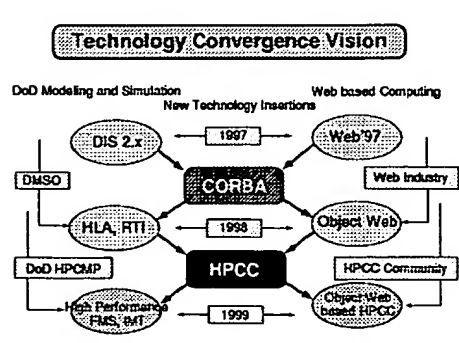 Technology Convergence Vision
DoD Modeling and Simulation
Web based Computing
New Technology Insertions
DIS 2.x
1997
Web'97
DMSO
CORBA
Web Industry
HLA, RTI
1998
Object Web
DoD HPCMP
HPCC
HPCC Community
High Performance
FMS, IMT
1999
Object Web
based HPCC